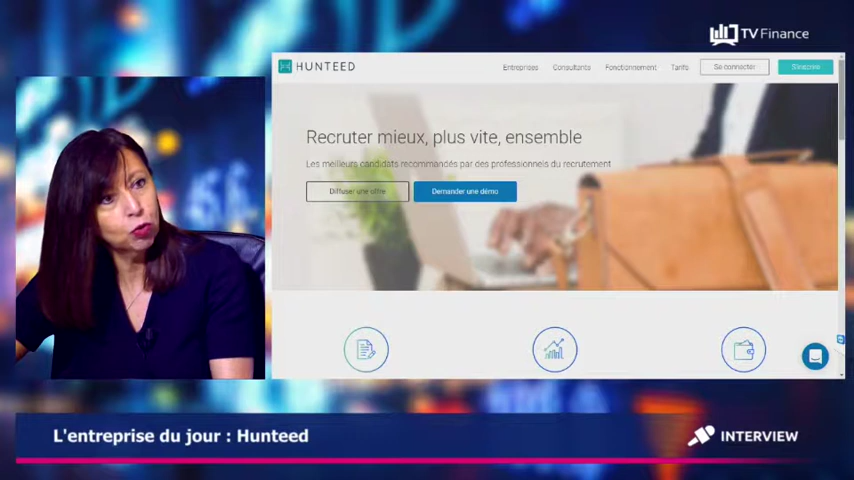 TV Finance
HUNTEED
Entreprises
Consultants
Fonctionnement
Tarifs
Se connecter
S'inscrire
Recruter mieux, plus vite, ensemble
Les meilleurs candidats recommandés par des professionnels du recrutement
Diffuser une offre
Demander une démo
L'entreprise du jour : Hunteed
INTERVIEW